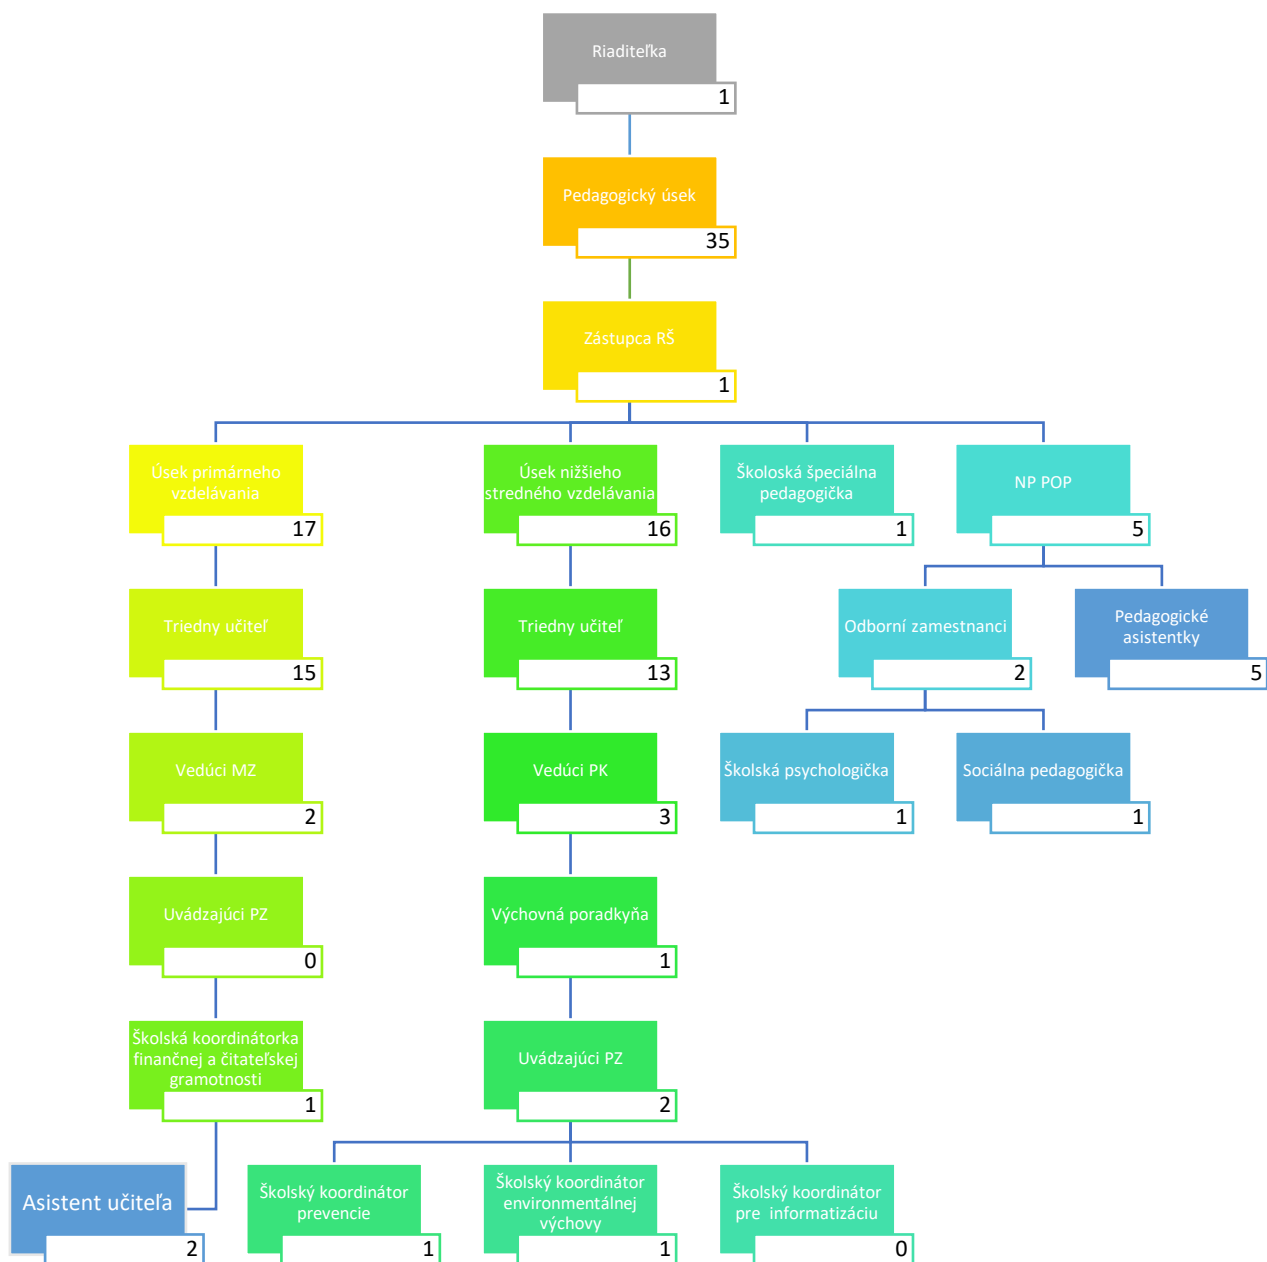 Riaditeľka
1
Pedagogický úsek
35
Zástupca RŠ
1
Úsek primárneho
vzdelávania
17
Úsek nižšieho
stredného vzdelávania
16
Školoská špeciálna
pedagogička
1
NP POP
5
Triedny učiteľ
15
Triedny učiteľ
13
Odborní zamestnanci
2
Pedagogické
asistentky
5
Vedúci MZ
2
Vedúci PK
3
Školská psychologička
1
Sociálna pedagogička
1
Uvádzajúci PZ
0
Výchovná poradkyňa
1
Školská koordinátorka
finančnej a čitateľskej
gramotnosti
1
Uvádzajúci PZ
2
Asistent učiteľa
2
Školský koordinátor
prevencie
1
Školský koordinátor
environmentálnej
výchovy
1
Školský koordinátor
pre  informatizáciu
0